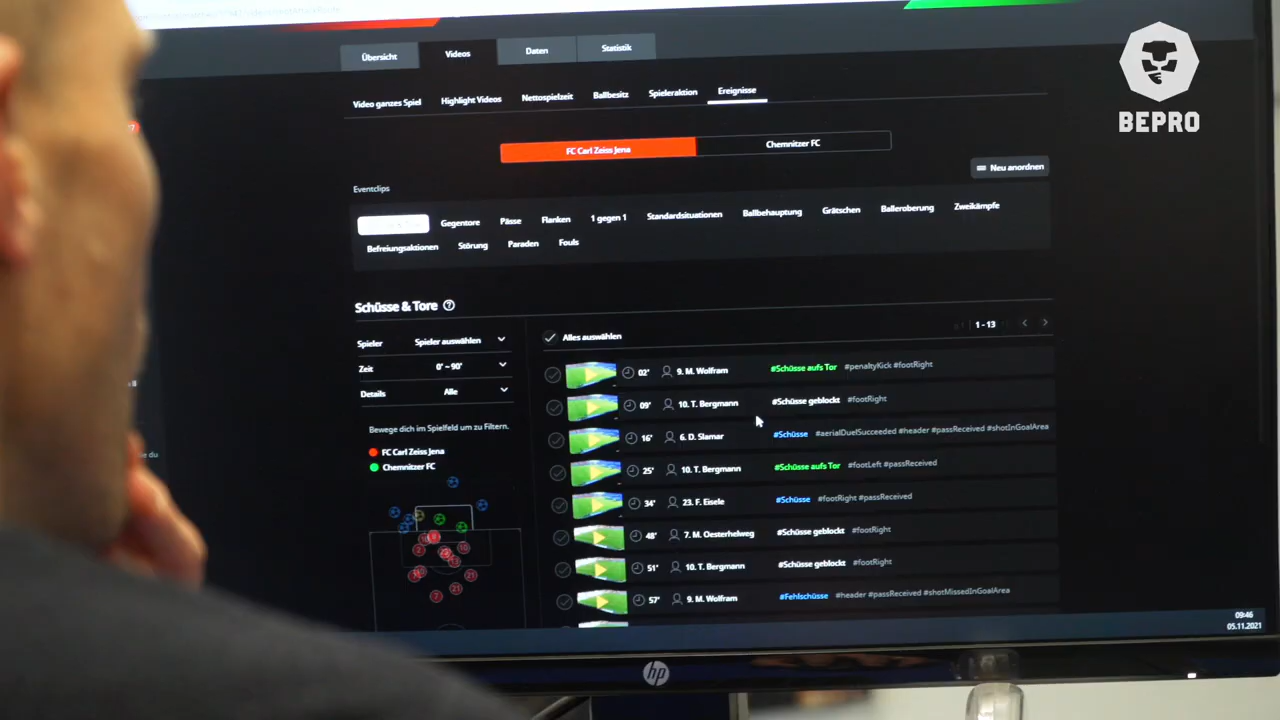 BEPRO
Übersicht Videos Daten Statistik
Video ganzes Spiel Highlight Videos Nettospielzeit Ballbesitz Spieleraktion Ereignisse
FC Carl Zeiss Jena Chemnitzer FC
Neu anordnen
Eventclips
Gegentore Pässe Flanken 1 gegen 1 Standardsituationen Ballbehauptung Grätschen Balleroberung Zweikämpfe
Befreiungsaktionen Störung Paraden Fouls
Schüsse & Tore ?
Alles auswählen 1 - 13
Spieler Spieler auswählen
Zeit 0' ~ 90'
Details Alle
Bewege dich im Spielfeld um zu Filtern.
FC Carl Zeiss Jena
Chemnitzer FC
02' 9. M. Wolfram #Schüsse aufs Tor #penaltyKick #footRight
09' 10. T. Bergmann #Schüsse geblockt #footRight
16' 6. D. Slamar #Schüsse #aerialDuelSucceeded #header #passReceived #shotInGoalArea
25' 10. T. Bergmann #Schüsse aufs Tor #footLeft #passReceived
34' 23. F. Eisele #Schüsse #footRight #passReceived
48' 7. M. Oesterhelweg #Schüsse geblockt #footRight
51' 10. T. Bergmann #Schüsse geblockt #footRight
57' 9. M. Wolfram #Fehlschüsse #header #passReceived #shotMissedInGoalArea
09:46
05.11.2021
hp